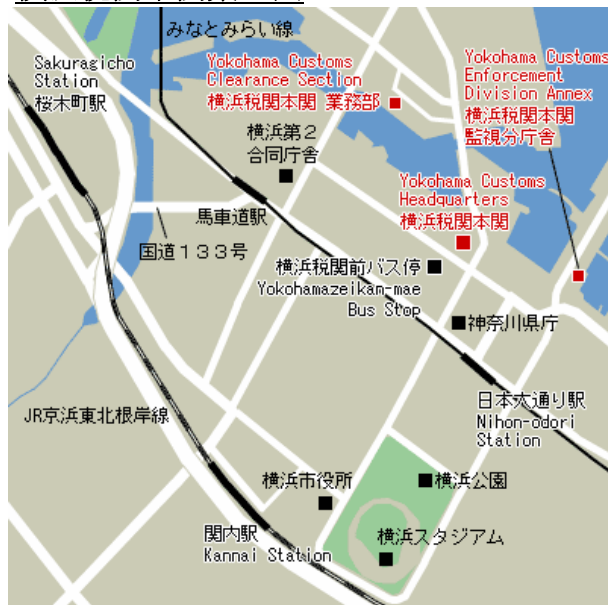 みなとみらい線
Sakuragicho
Station
桜木町駅
Yokohama Customs
Clearance Section
横浜税関本関 業務部
Yokohama Customs
Enforcement
Division Annex
横浜税関本関
監視分庁舎
横浜第２
合同庁舎
Yokohama Customs
Headquarters
横浜税関本関
馬車道駅
国道１３３号
横浜税関前バス停
Yokohamazeikan-mae
Bus Stop
神奈川県庁
日本大通り駅
Nihon-odori
Station
JR京浜東北根岸線
横浜市役所
横浜公園
関内駅
Kannai Station
横浜スタジアム